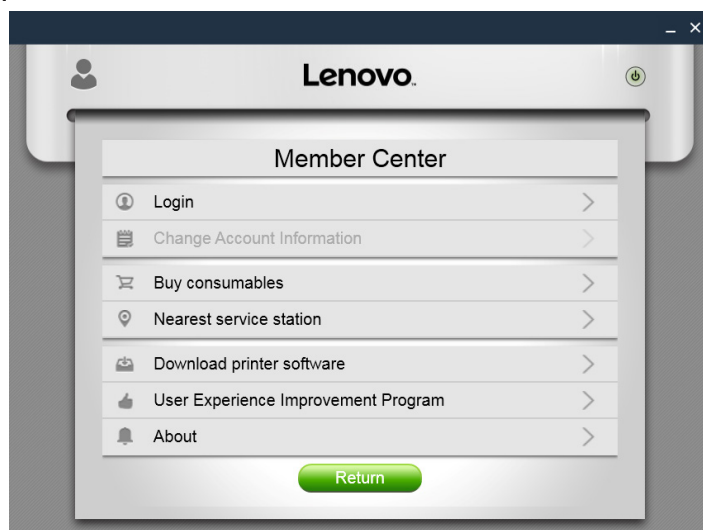 Lenovo.
Member Center
Login
Change Account Information
Buy consumables
Nearest service station
Download printer software
User Experience Improvement Program
About
Return